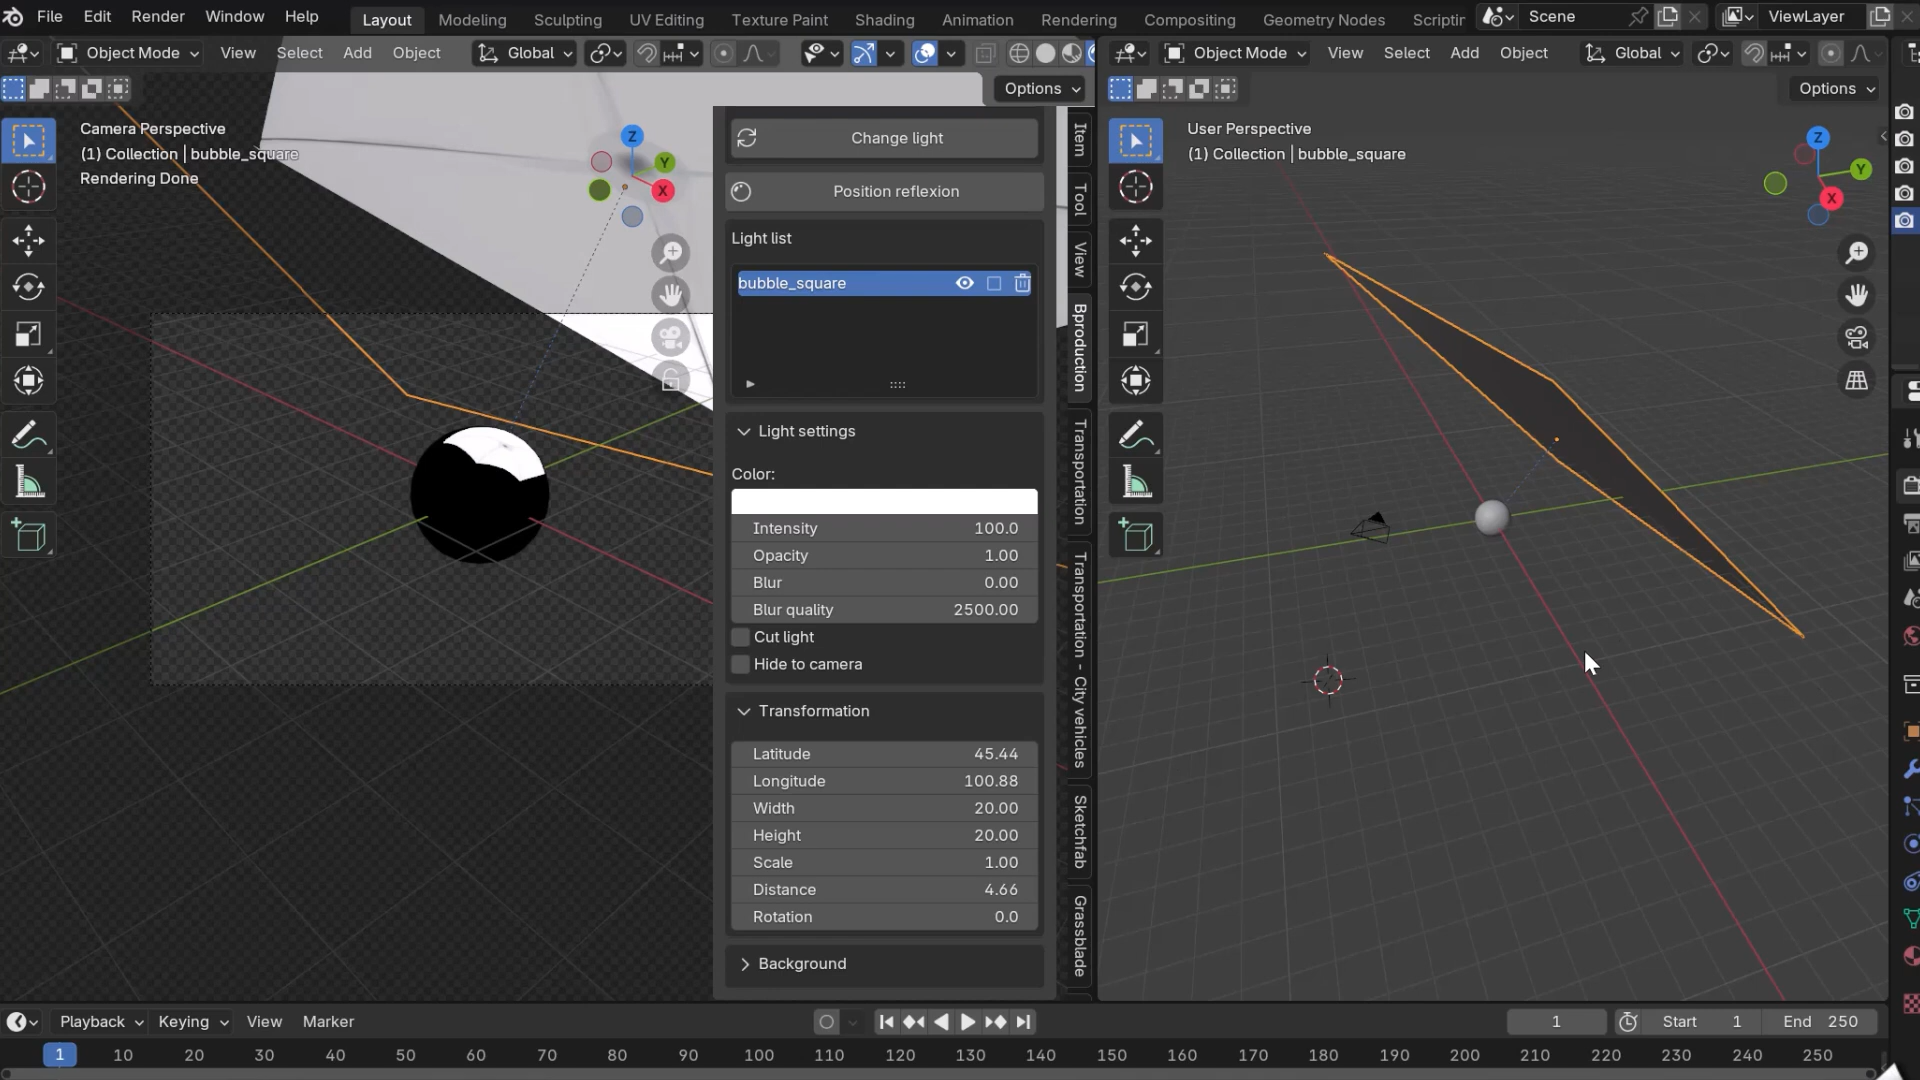 File Edit Render Window Help Layout Modeling Sculpting UV Editing Texture Paint Shading Animation Rendering Compositing Geometry Nodes Scriptin Scene ViewLayer
Object Mode View Select Add Object Global
Options
Camera Perspective
(1) Collection | bubble_square
Rendering Done
Z
Y
X
Change light
Position reflexion
Light list
bubble_square
Light settings
Color:
Intensity 100.0
Opacity 1.00
Blur 0.00
Blur quality 2500.00
Cut light
Hide to camera
Transformation
Latitude 45.44
Longitude 100.88
Width 20.00
Height 20.00
Scale 1.00
Distance 4.66
Rotation 0.0
Background
Item
Tool
View
Bproduction
Transportation
Transportation - City vehicles
Sketchfab
Grassblade
Object Mode View Select Add Object Global
Options
User Perspective
(1) Collection | bubble_square
Z
Y
X
Playback Keying View Marker 1 Start 1 End 250
1 10 20 30 40 50 60 70 80 90 100 110 120 130 140 150 160 170 180 190 200 210 220 230 240 250